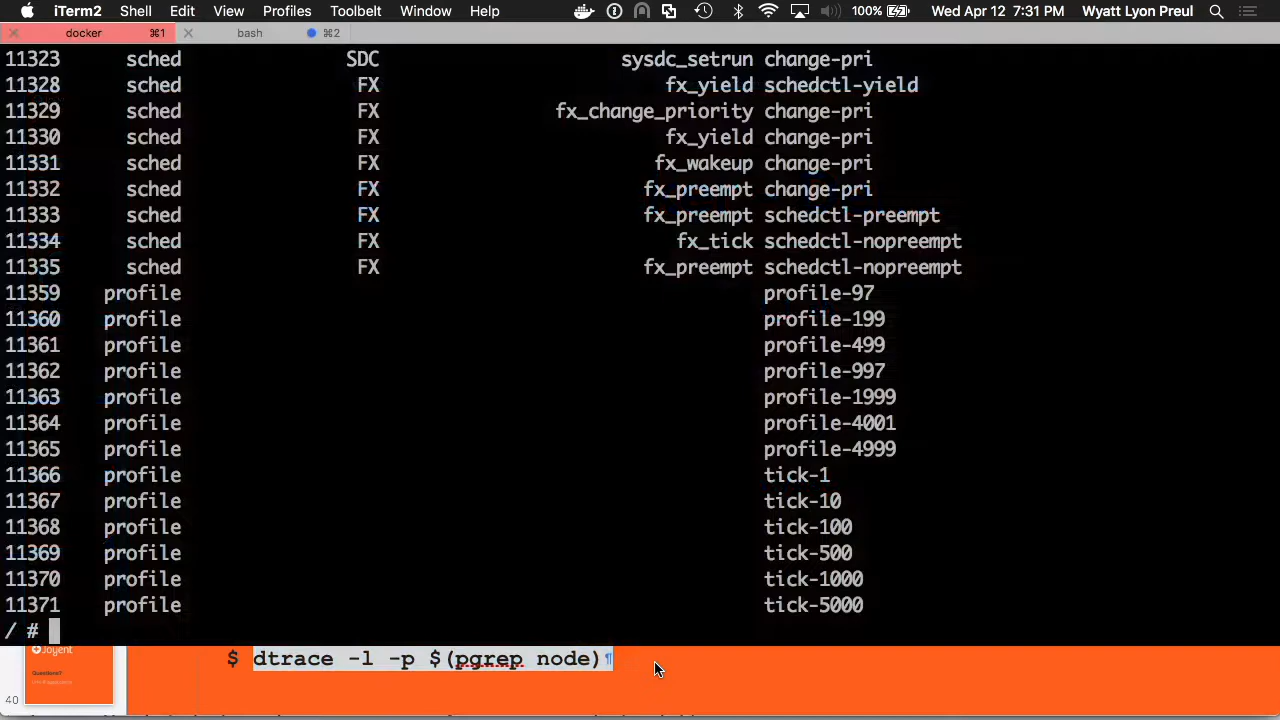 iTerm2 Shell Edit View Profiles Toolbelt Window Help 100% Wed Apr 12 7:31 PM Wyatt Lyon Preul
docker ⌘1 bash ⌘2
11323 sched SDC sysdc_setrun change-pri
11328 sched FX fx_yield schedctl-yield
11329 sched FX fx_change_priority change-pri
11330 sched FX fx_yield change-pri
11331 sched FX fx_wakeup change-pri
11332 sched FX fx_preempt change-pri
11333 sched FX fx_preempt schedctl-preempt
11334 sched FX fx_tick schedctl-nopreempt
11335 sched FX fx_preempt schedctl-nopreempt
11359 profile profile-97
11360 profile profile-199
11361 profile profile-499
11362 profile profile-997
11363 profile profile-1999
11364 profile profile-4001
11365 profile profile-4999
11366 profile tick-1
11367 profile tick-10
11368 profile tick-100
11369 profile tick-500
11370 profile tick-1000
11371 profile tick-5000
/ #
Joyent
$ dtrace -l -p $(pgrep node)¶
Questions?
40